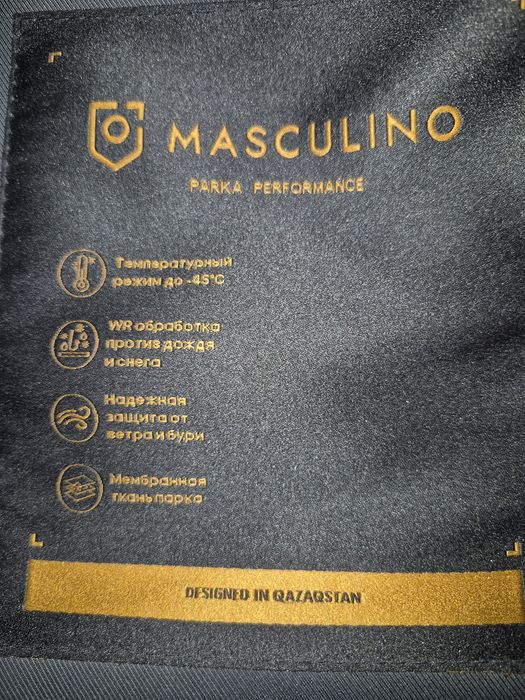 MASCULINO
PARKA PERFORMANCE
Температурный
режим до -45°C
WR обработка
против дождя
и снега
Надежная
защита от
ветра и бури
Мембранная
ткань парка
DESIGNED IN QAZAQSTAN